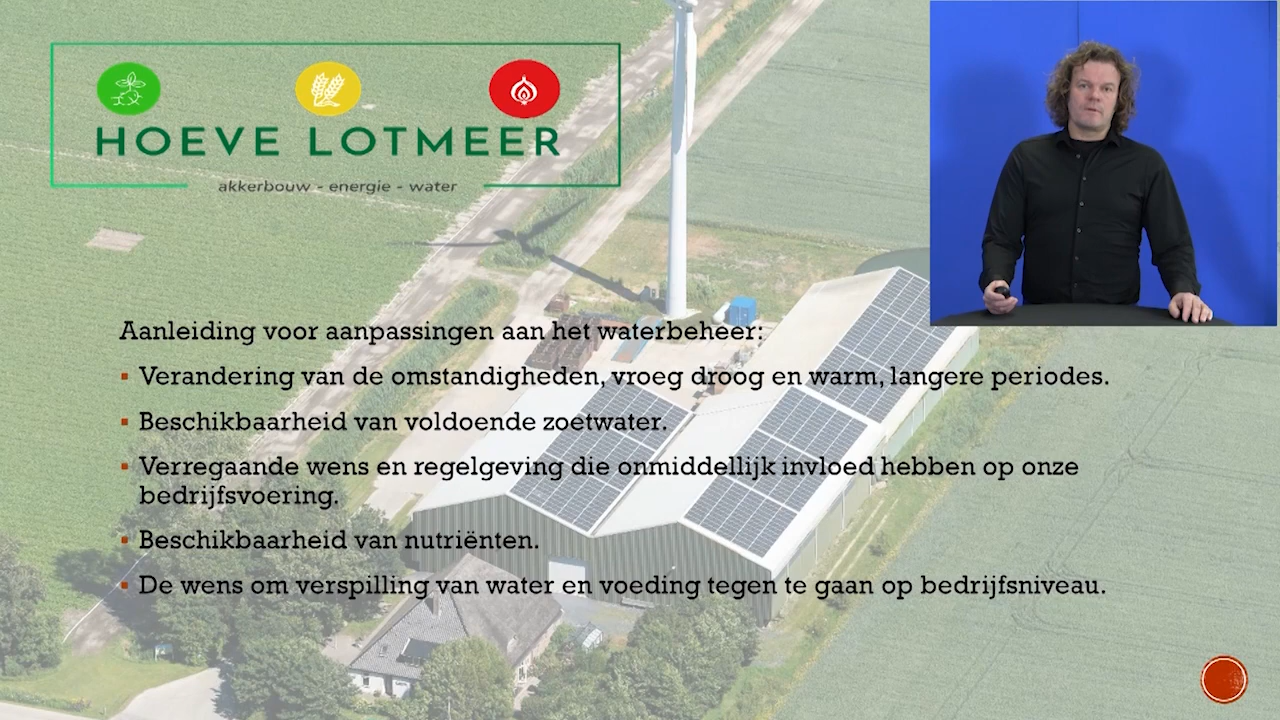 HOEVE LOTMEER
akkerbouw - energie - water
Aanleiding voor aanpassingen aan het waterbeheer:
Verandering van de omstandigheden, vroeg droog en warm, langere periodes.
Beschikbaarheid van voldoende zoetwater.
Verregaande wens en regelgeving die onmiddellijk invloed hebben op onze
bedrijfsvoering.
Beschikbaarheid van nutriënten.
De wens om verspilling van water en voeding tegen te gaan op bedrijfsniveau.